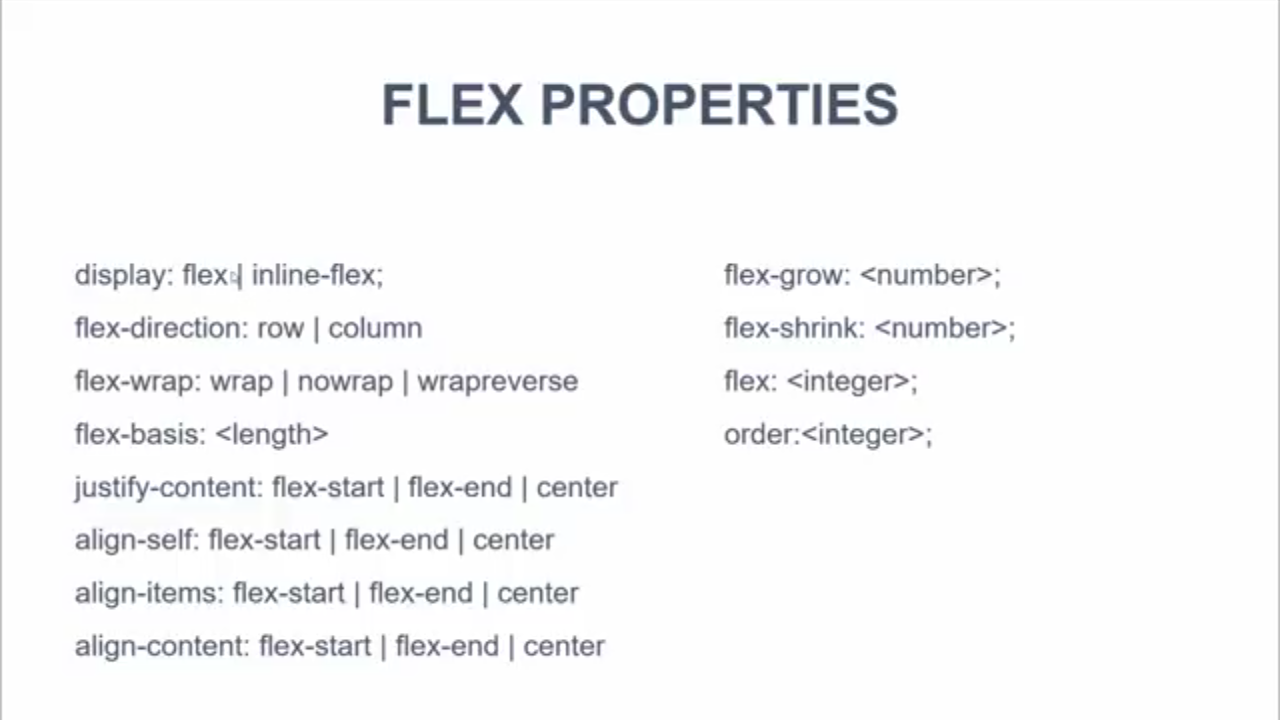 FLEX PROPERTIES
display: flex | inline-flex;
flex-direction: row | column
flex-wrap: wrap | nowrap | wrapreverse
flex-basis: <length>
justify-content: flex-start | flex-end | center
align-self: flex-start | flex-end | center
align-items: flex-start | flex-end | center
align-content: flex-start | flex-end | center
flex-grow: <number>;
flex-shrink: <number>;
flex: <integer>;
order:<integer>;